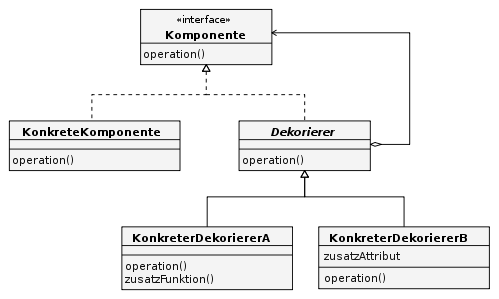 «interface»
Komponente
operation()
KonkreteKomponente
operation()
Dekorierer
operation()
KonkreterDekoriererA
operation()
zusatzFunktion()
KonkreterDekoriererB
zusatzAttribut
operation()